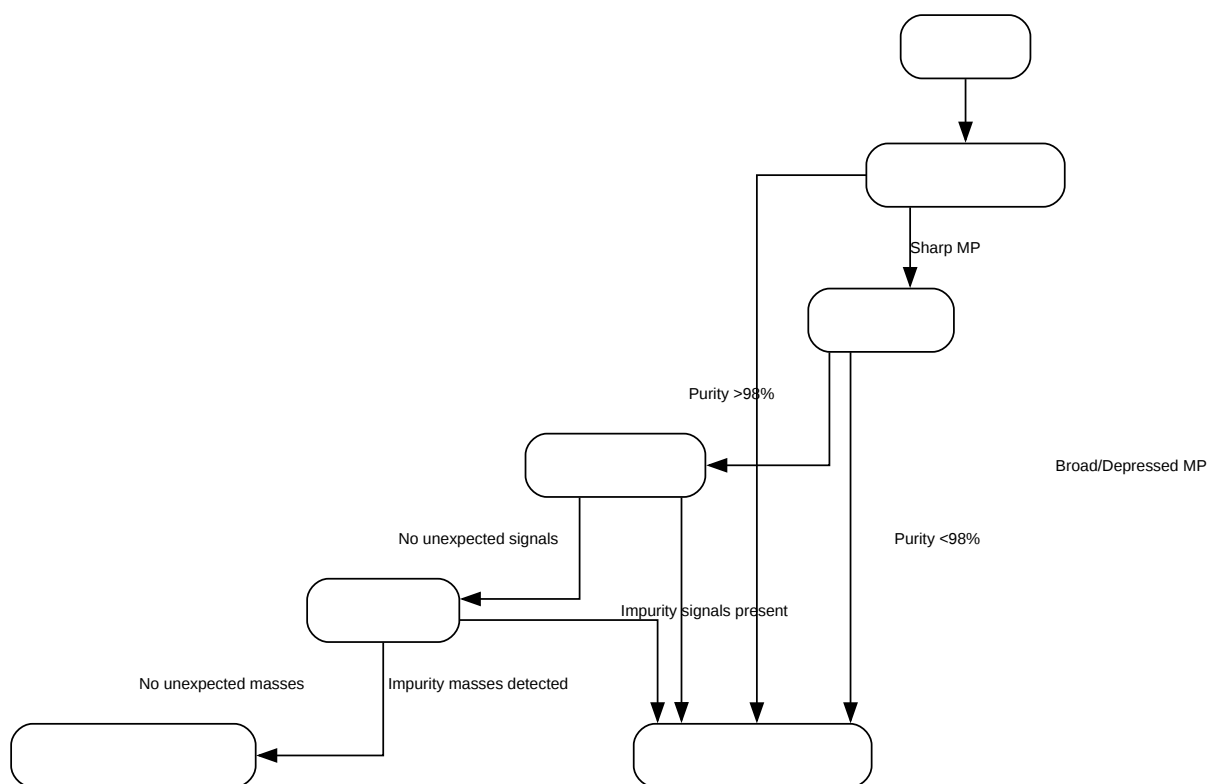 Sharp MP
Purity >98%
Broad/Depressed MP
No unexpected signals
Purity <98%
Impurity signals present
No unexpected masses
Impurity masses detected